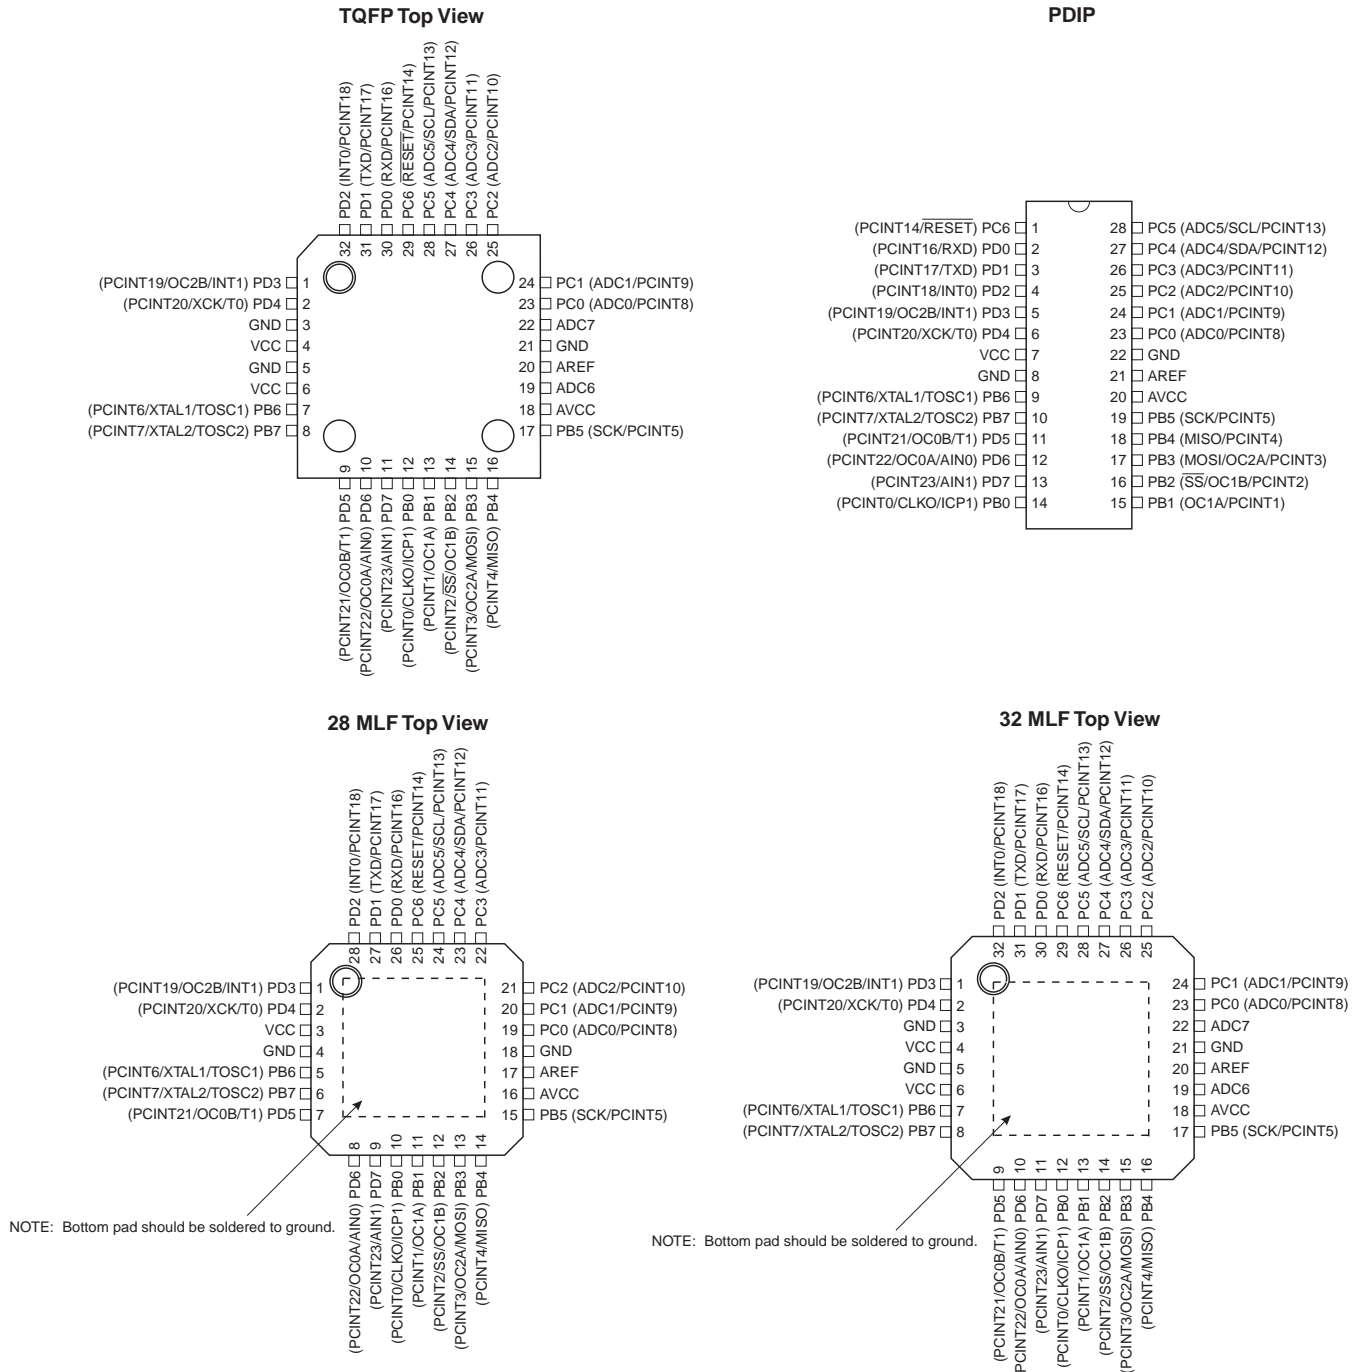 TQFP Top View
PD2 (INT0/PCINT18)
PD1 (TXD/PCINT17)
PD0 (RXD/PCINT16)
PC6 (RESET/PCINT14)
PC5 (ADC5/SCL/PCINT13)
PC4 (ADC4/SDA/PCINT12)
PC3 (ADC3/PCINT11)
PC2 (ADC2/PCINT10)
32 31 30 29 28 27 26 25
(PCINT19/OC2B/INT1) PD3 1
(PCINT20/XCK/T0) PD4 2
GND 3
VCC 4
GND 5
VCC 6
(PCINT6/XTAL1/TOSC1) PB6 7
(PCINT7/XTAL2/TOSC2) PB7 8
24 PC1 (ADC1/PCINT9)
23 PC0 (ADC0/PCINT8)
22 ADC7
21 GND
20 AREF
19 ADC6
18 AVCC
17 PB5 (SCK/PCINT5)
9 10 11 12 13 14 15 16
(PCINT21/OC0B/T1) PD5
(PCINT22/OC0A/AIN0) PD6
(PCINT23/AIN1) PD7
(PCINT0/CLKO/ICP1) PB0
(PCINT1/OC1A) PB1
(PCINT2/SS/OC1B) PB2
(PCINT3/OC2A/MOSI) PB3
(PCINT4/MISO) PB4
PDIP
(PCINT14/RESET) PC6 1
(PCINT16/RXD) PD0 2
(PCINT17/TXD) PD1 3
(PCINT18/INT0) PD2 4
(PCINT19/OC2B/INT1) PD3 5
(PCINT20/XCK/T0) PD4 6
VCC 7
GND 8
(PCINT6/XTAL1/TOSC1) PB6 9
(PCINT7/XTAL2/TOSC2) PB7 10
(PCINT21/OC0B/T1) PD5 11
(PCINT22/OC0A/AIN0) PD6 12
(PCINT23/AIN1) PD7 13
(PCINT0/CLKO/ICP1) PB0 14
28 PC5 (ADC5/SCL/PCINT13)
27 PC4 (ADC4/SDA/PCINT12)
26 PC3 (ADC3/PCINT11)
25 PC2 (ADC2/PCINT10)
24 PC1 (ADC1/PCINT9)
23 PC0 (ADC0/PCINT8)
22 GND
21 AREF
20 AVCC
19 PB5 (SCK/PCINT5)
18 PB4 (MISO/PCINT4)
17 PB3 (MOSI/OC2A/PCINT3)
16 PB2 (SS/OC1B/PCINT2)
15 PB1 (OC1A/PCINT1)
28 MLF Top View
PD2 (INT0/PCINT18)
PD1 (TXD/PCINT17)
PD0 (RXD/PCINT16)
PC6 (RESET/PCINT14)
PC5 (ADC5/SCL/PCINT13)
PC4 (ADC4/SDA/PCINT12)
PC3 (ADC3/PCINT11)
28 27 26 25 24 23 22
(PCINT19/OC2B/INT1) PD3 1
(PCINT20/XCK/T0) PD4 2
VCC 3
GND 4
(PCINT6/XTAL1/TOSC1) PB6 5
(PCINT7/XTAL2/TOSC2) PB7 6
(PCINT21/OC0B/T1) PD5 7
21 PC2 (ADC2/PCINT10)
20 PC1 (ADC1/PCINT9)
19 PC0 (ADC0/PCINT8)
18 GND
17 AREF
16 AVCC
15 PB5 (SCK/PCINT5)
8 9 10 11 12 13 14
(PCINT22/OC0A/AIN0) PD6
(PCINT23/AIN1) PD7
(PCINT0/CLKO/ICP1) PB0
(PCINT1/OC1A) PB1
(PCINT2/SS/OC1B) PB2
(PCINT3/OC2A/MOSI) PB3
(PCINT4/MISO) PB4
NOTE: Bottom pad should be soldered to ground.
32 MLF Top View
PD2 (INT0/PCINT18)
PD1 (TXD/PCINT17)
PD0 (RXD/PCINT16)
PC6 (RESET/PCINT14)
PC5 (ADC5/SCL/PCINT13)
PC4 (ADC4/SDA/PCINT12)
PC3 (ADC3/PCINT11)
PC2 (ADC2/PCINT10)
32 31 30 29 28 27 26 25
(PCINT19/OC2B/INT1) PD3 1
(PCINT20/XCK/T0) PD4 2
GND 3
VCC 4
GND 5
VCC 6
(PCINT6/XTAL1/TOSC1) PB6 7
(PCINT7/XTAL2/TOSC2) PB7 8
24 PC1 (ADC1/PCINT9)
23 PC0 (ADC0/PCINT8)
22 ADC7
21 GND
20 AREF
19 ADC6
18 AVCC
17 PB5 (SCK/PCINT5)
9 10 11 12 13 14 15 16
(PCINT21/OC0B/T1) PD5
PCINT22/OC0A/AIN0) PD6
(PCINT23/AIN1) PD7
(PCINT0/CLKO/ICP1) PB0
(PCINT1/OC1A) PB1
(PCINT2/SS/OC1B) PB2
(PCINT3/OC2A/MOSI) PB3
(PCINT4/MISO) PB4
NOTE: Bottom pad should be soldered to ground.